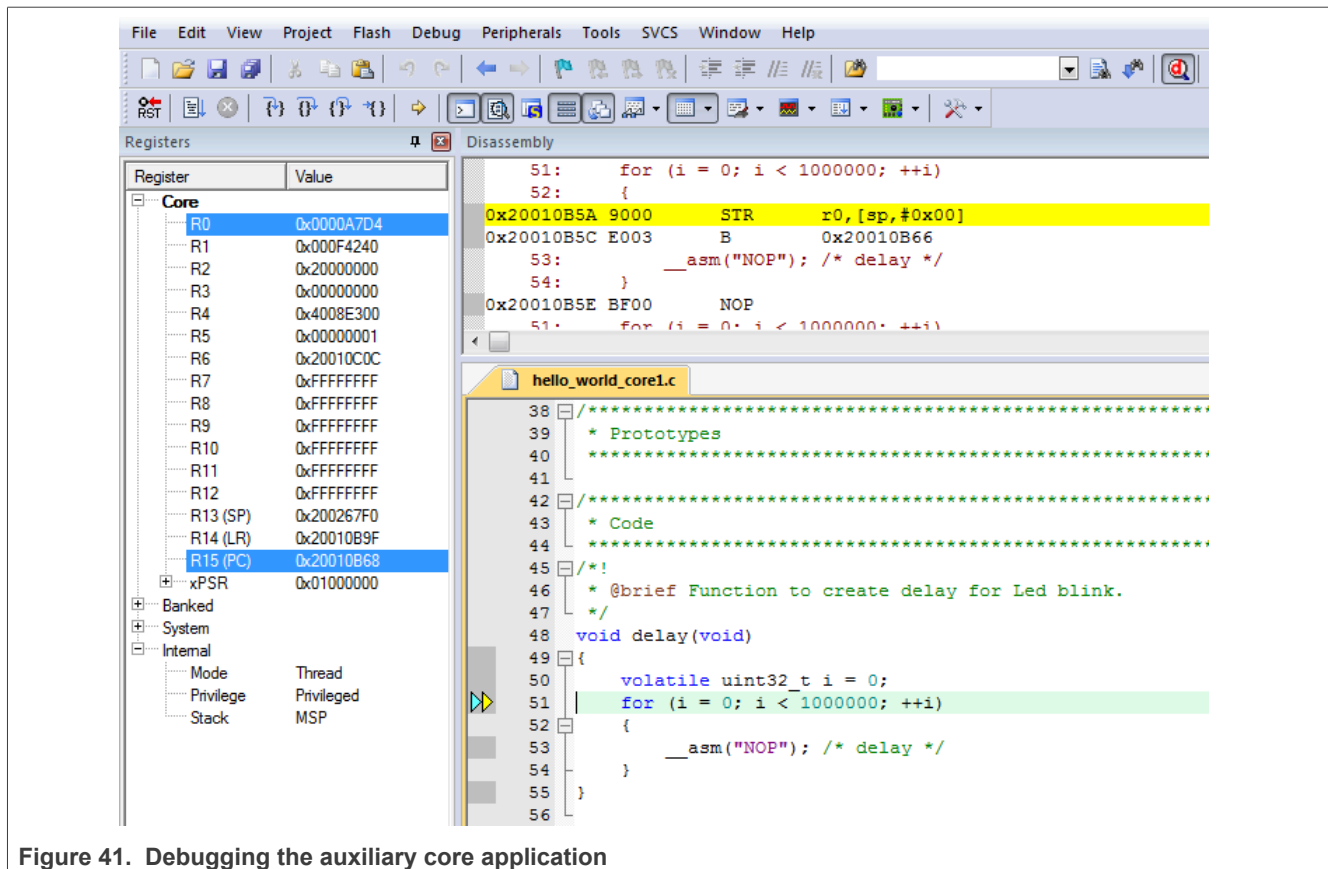 File Edit View Project Flash Debug Peripherals Tools SVCS Window Help
RST
Registers
Register Value
Core
R0 0x0000A7D4
R1 0x000F4240
R2 0x20000000
R3 0x00000000
R4 0x4008E300
R5 0x00000001
R6 0x20010C0C
R7 0xFFFFFFFF
R8 0xFFFFFFFF
R9 0xFFFFFFFF
R10 0xFFFFFFFF
R11 0xFFFFFFFF
R12 0xFFFFFFFF
R13 (SP) 0x200267F0
R14 (LR) 0x20010B9F
R15 (PC) 0x20010B68
xPSR 0x01000000
Banked
System
Internal
Mode Thread
Privilege Privileged
Stack MSP
Disassembly
51: for (i = 0; i < 1000000; ++i)
52: {
0x20010B5A 9000 STR r0,[sp,#0x00]
0x20010B5C E003 B 0x20010B66
53: __asm("NOP"); /* delay */
54: }
0x20010B5E BF00 NOP
51: for (i = 0; i < 1000000; ++i)
hello_world_core1.c
38 /*******************************************************
39 * Prototypes
40 *******************************************************
41
42 /*******************************************************
43 * Code
44 *******************************************************
45 /*!
46 * @brief Function to create delay for Led blink.
47 */
48 void delay(void)
49 {
50 volatile uint32_t i = 0;
51 for (i = 0; i < 1000000; ++i)
52 {
53 __asm("NOP"); /* delay */
54 }
55 }
56
Figure 41. Debugging the auxiliary core application